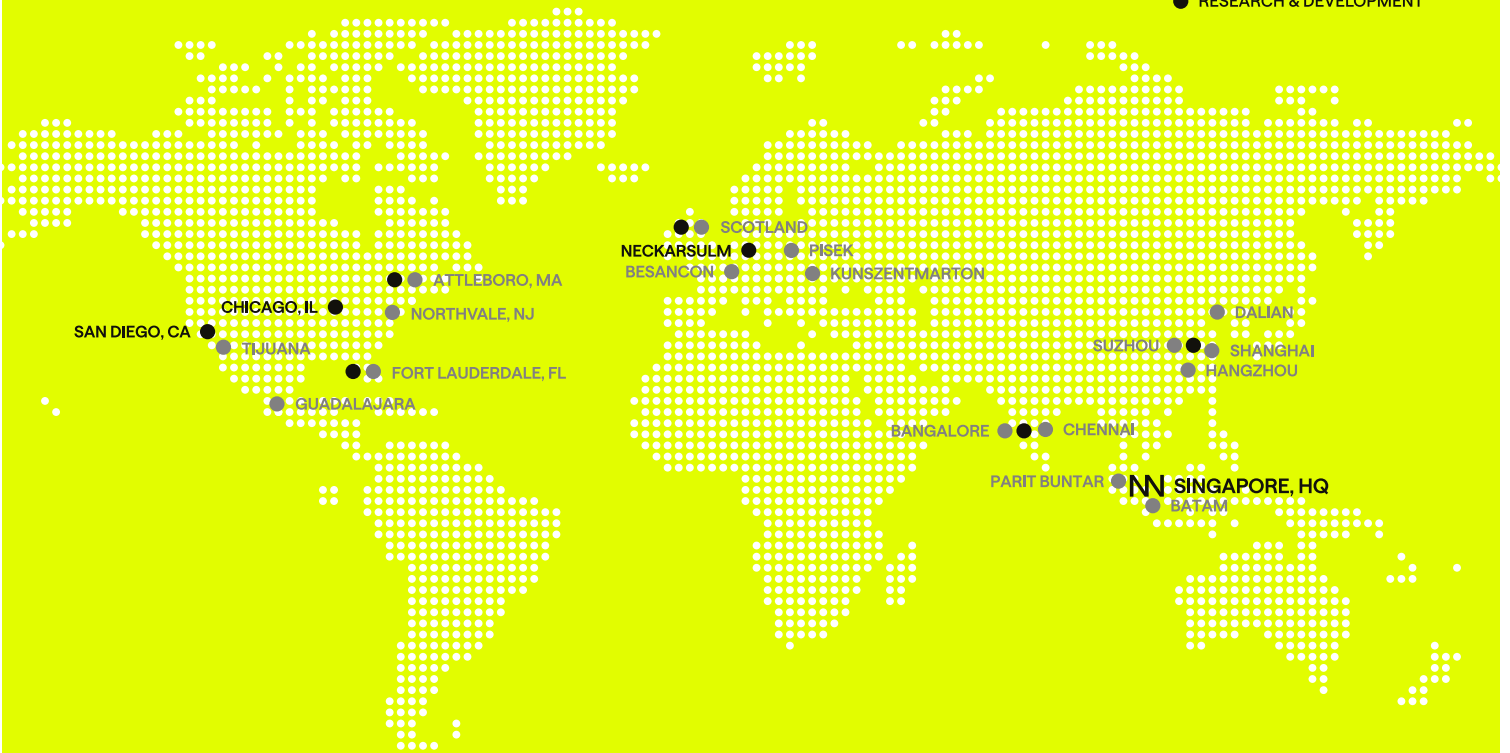 RESEARCH & DEVELOPMENT
SCOTLAND
NECKARSULM
PISEK
BESANCON
KUNSZENTMARTON
ATTLEBORO, MA
CHICAGO, IL
NORTHVALE, NJ
SAN DIEGO, CA
TIJUANA
FORT LAUDERDALE, FL
GUADALAJARA
DALIAN
SUZHOU
SHANGHAI
HANGZHOU
BANGALORE
CHENNAI
PARIT BUNTAR
SINGAPORE, HQ
BATAM